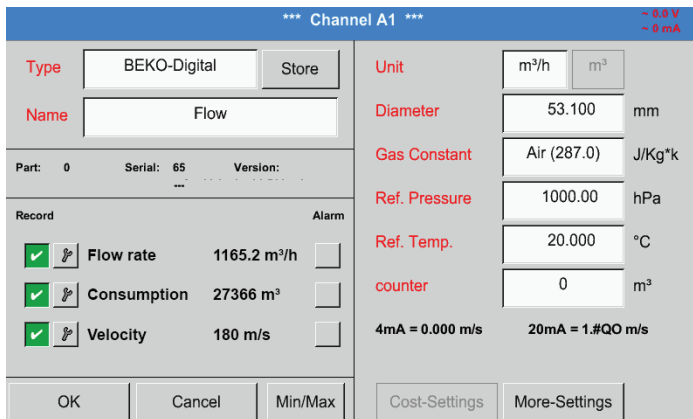 *** Channel A1 ***
~ 0.0 V
~ 0 mA
Type BEKO-Digital Store
Name Flow
Part: 0 Serial: 65 Version:
---
Record Alarm
Flow rate 1165.2 m³/h
Consumption 27366 m³
Velocity 180 m/s
OK Cancel Min/Max
Unit m³/h m³
Diameter 53.100 mm
Gas Constant Air (287.0) J/Kg*k
Ref. Pressure 1000.00 hPa
Ref. Temp. 20.000 °C
counter 0 m³
4mA = 0.000 m/s 20mA = 1.#QO m/s
Cost-Settings More-Settings